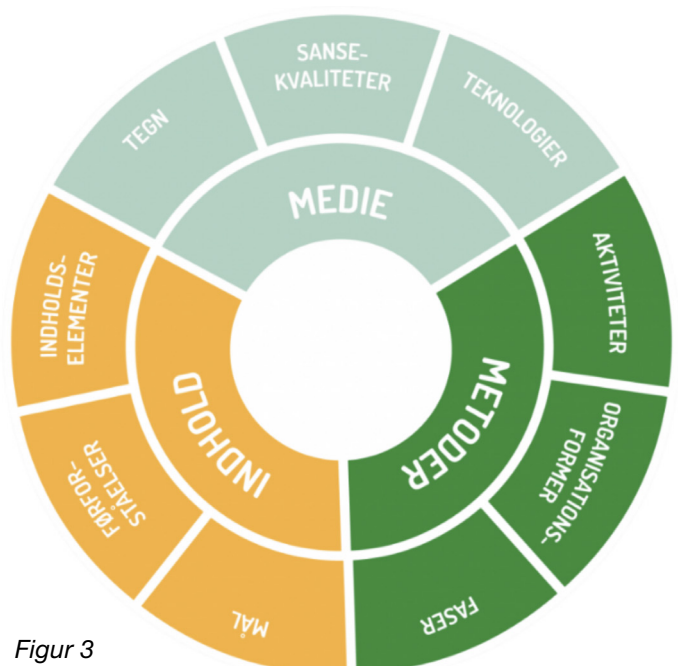 MEDIE
TEGN
SANSE-
KVALITETER
TEKNOLOGIER
METODER
AKTIVITETER
ORGANISATIONS-
FORMER
FASER
INDHOLD
MÅL
FØRFOR-
STÅELSER
INDHOLDS-
ELEMENTER
Figur 3